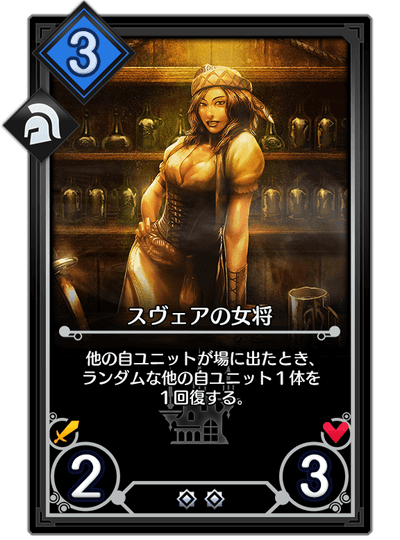 3
スヴェアの女将
他の自ユニットが場に出たとき、
ランダムな他の自ユニット1体を
1回復する。
2
3